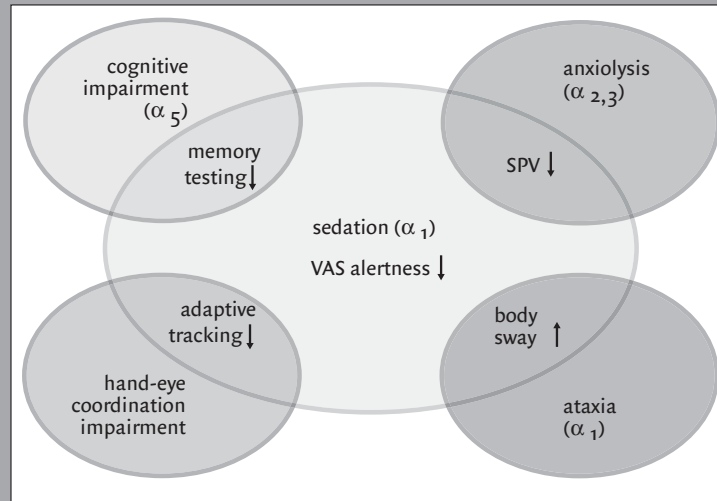 cognitive
impairment
(α 5)
memory
testing↓
anxiolysis
(α 2,3)
SPV ↓
sedation (α 1)
VAS alertness ↓
adaptive
tracking↓
hand-eye
coordination
impairment
body
sway ↑
ataxia
(α 1)